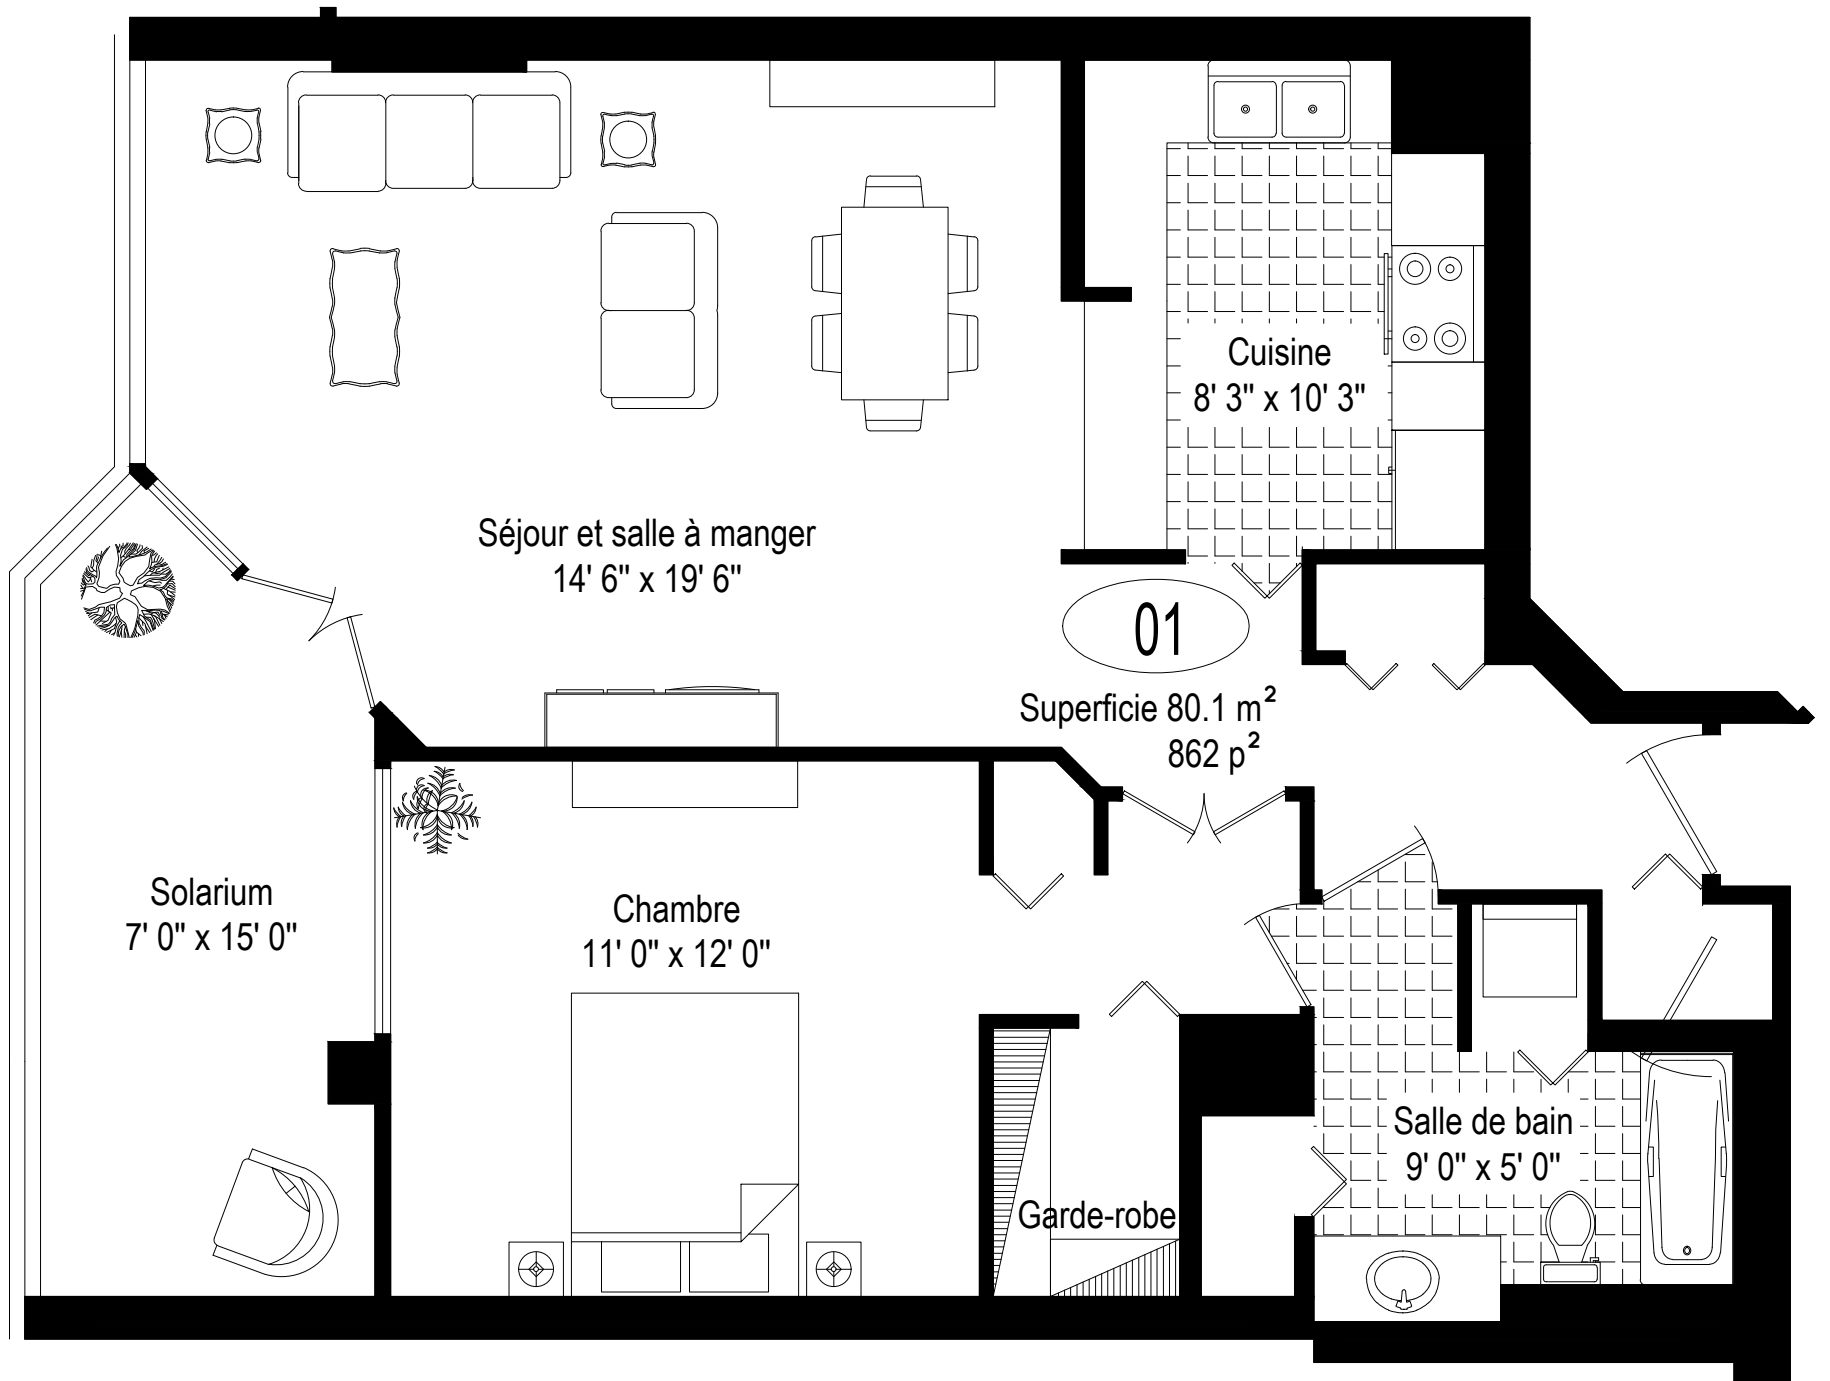 Cuisine
8' 3" x 10' 3"
Séjour et salle à manger
14' 6" x 19' 6"
01
Superficie 80.1 m²
862 p²
Solarium
7' 0" x 15' 0"
Chambre
11' 0" x 12' 0"
Salle de bain
9' 0" x 5' 0"
Garde-robe